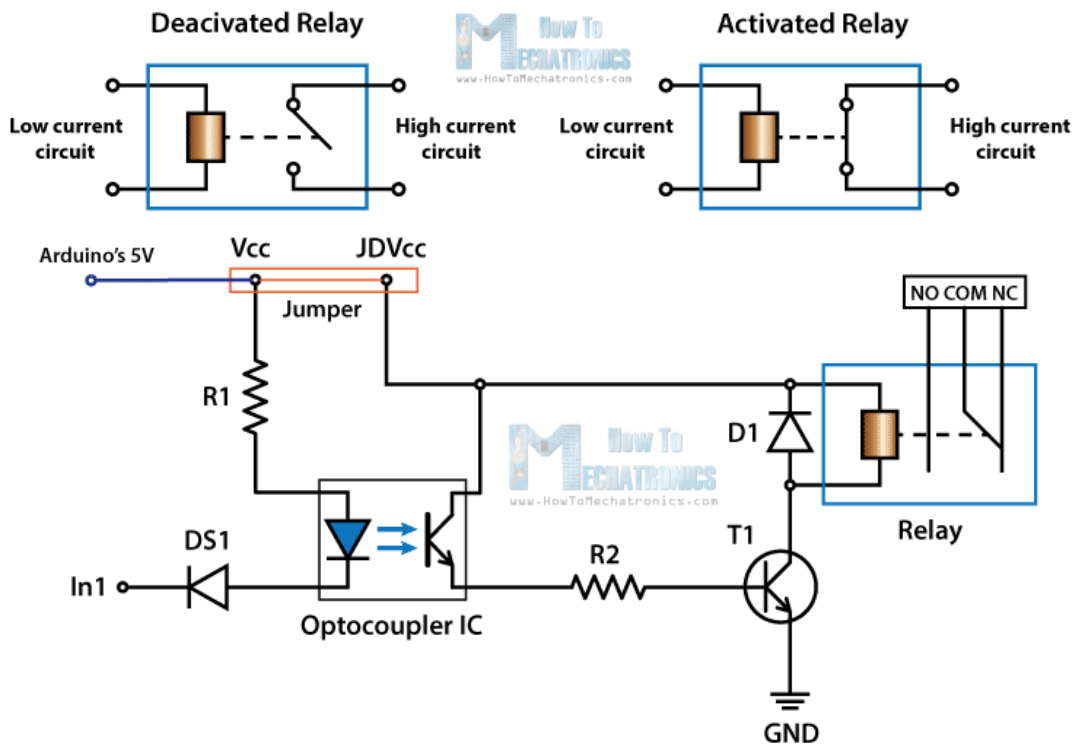 Deacivated Relay
How To
MECHATRONICS
www.HowToMechatronics.com
Activated Relay
Low current
circuit
High current
circuit
Low current
circuit
High current
circuit
Arduino's 5V
Vcc
JDVcc
Jumper
NO COM NC
R1
D1
How To
MECHATRONICS
www.HowToMechatronics.com
Relay
DS1
T1
R2
In1
Optocoupler IC
GND